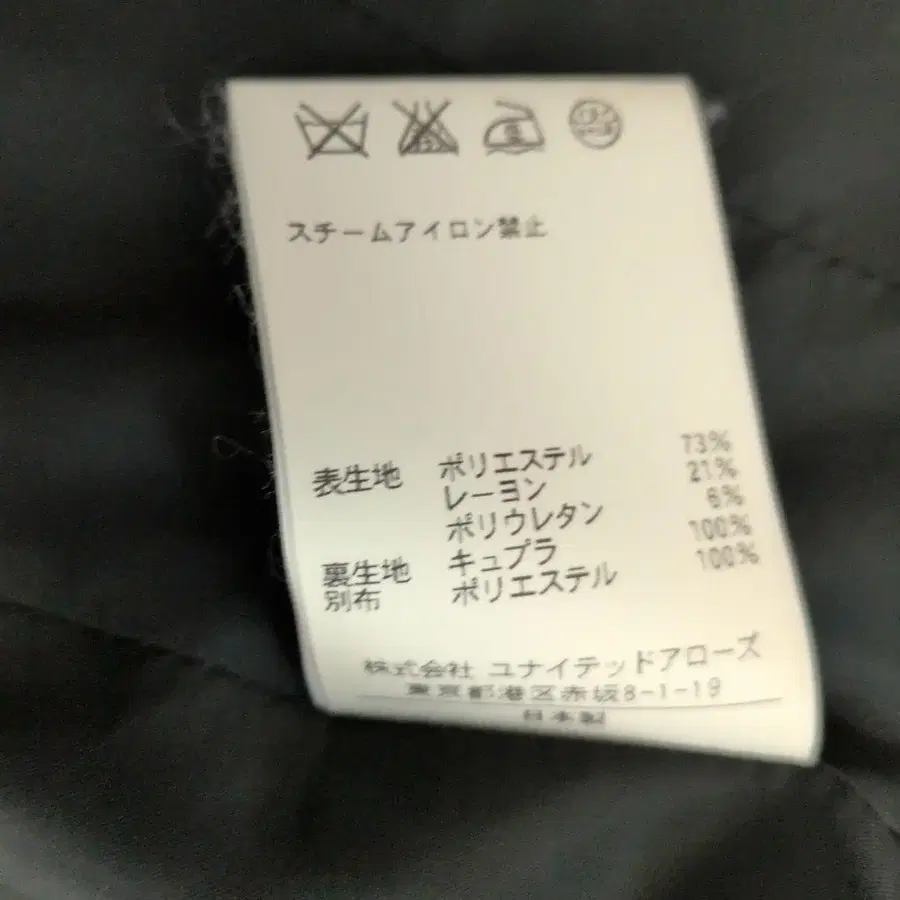 スチームアイロン禁止
表生地 ポリエステル 73%
レーヨン 21%
ポリウレタン 6%
裏生地 キュプラ 100%
別布 ポリエステル 100%
株式会社 ユナイテッドアローズ
東京都港区赤坂8-1-19
日本製